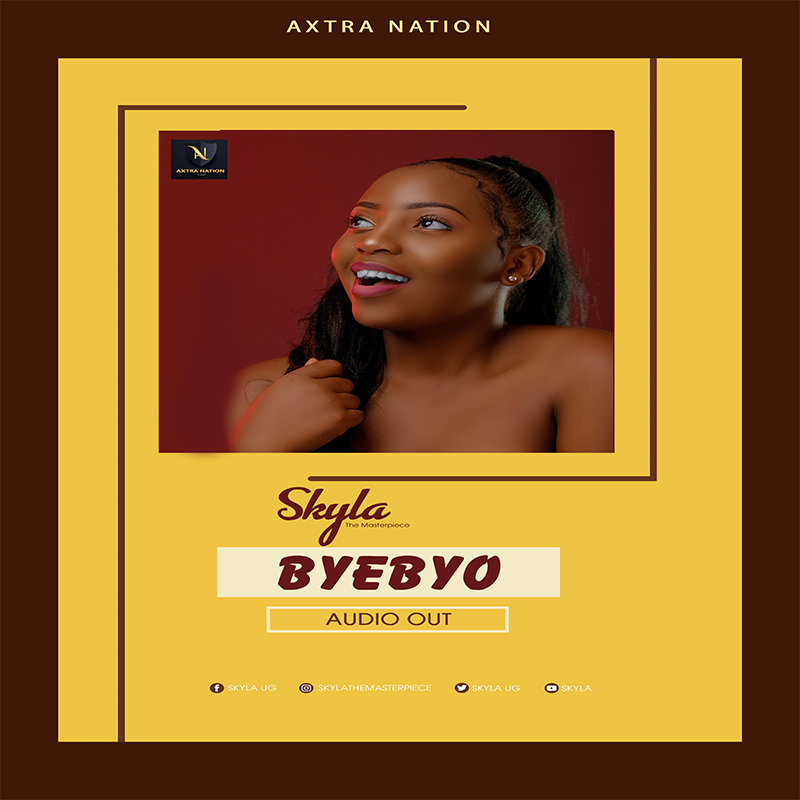 AXTRA NATION
AXTRA NATION
Skyla
The Masterpiece
BYEBYO
AUDIO OUT
SKYLA UG SKYLATHEMASTERPIECE SKYLA UG SKYLA